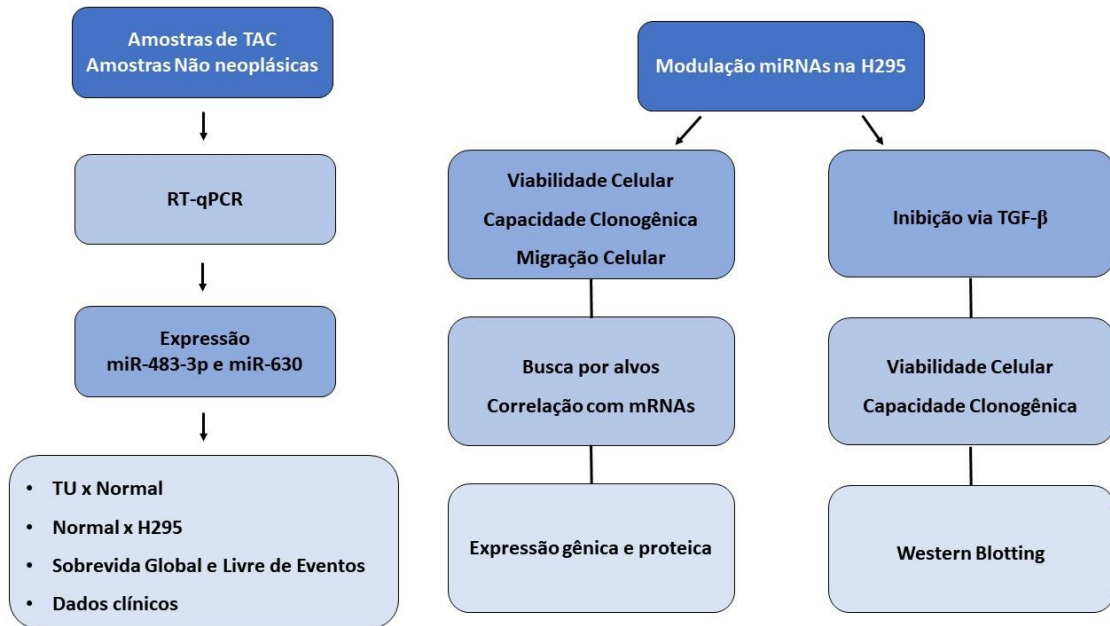 Amostras de TAC
Amostras Não neoplásicas
RT-qPCR
Expressão
miR-483-3p e miR-630
• TU x Normal
• Normal x H295
• Sobrevida Global e Livre de Eventos
• Dados clínicos
Modulação miRNAs na H295
Viabilidade Celular
Capacidade Clonogênica
Migração Celular
Busca por alvos
Correlação com mRNAs
Expressão gênica e proteica
Inibição via TGF-β
Viabilidade Celular
Capacidade Clonogênica
Western Blotting